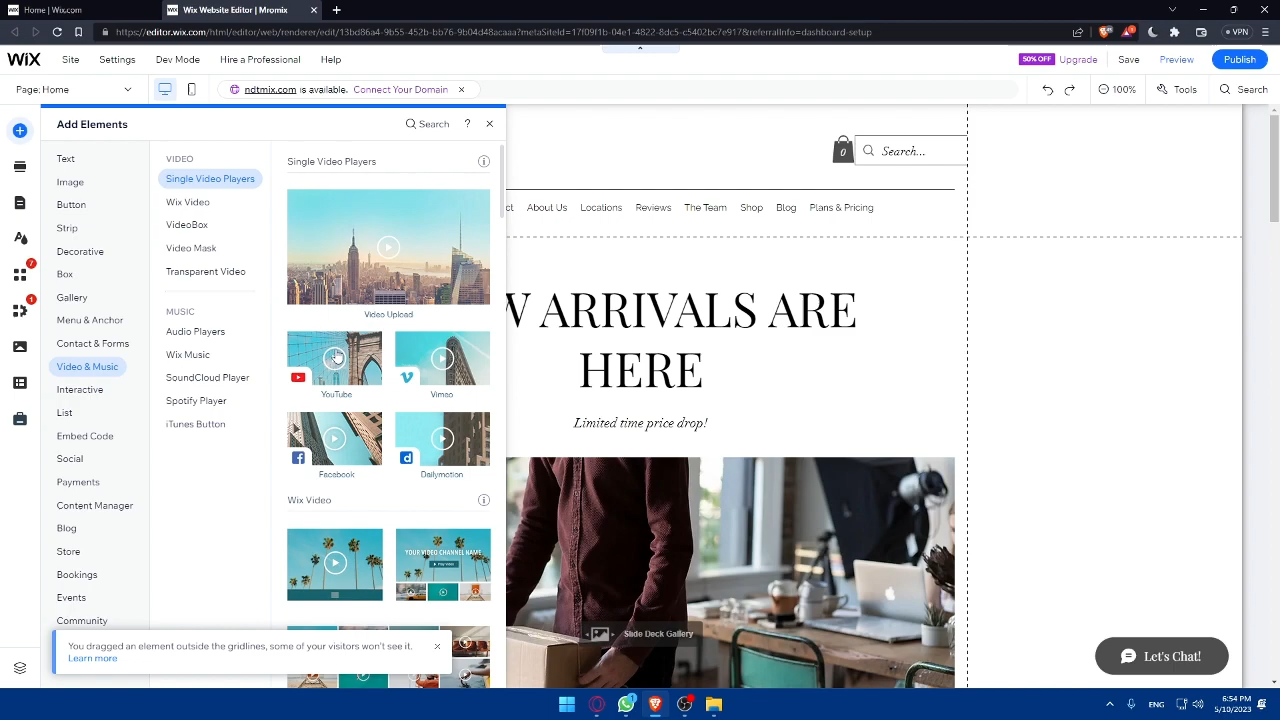 Home | Wix.com
Wix Website Editor | Mromix
https://editor.wix.com/html/editor/web/renderer/edit/13bd86a4-9b55-452b-bb76-9b04d48acaaa?metaSiteId=17f09f1b-04e1-4822-8dc5-c5402bc7e917&referralInfo=dashboard-setup
VPN
WIX
Site
Settings
Dev Mode
Hire a Professional
Help
50% OFF
Upgrade
Save
Preview
Publish
Page: Home
ndtmix.com is available. Connect Your Domain
100%
Tools
Search
Add Elements
Search
?
Text
Image
Button
Strip
Decorative
Box
Gallery
Menu & Anchor
Contact & Forms
Video & Music
Interactive
List
Embed Code
Social
Payments
Content Manager
Blog
Store
Bookings
Events
Community
7
1
VIDEO
Single Video Players
Wix Video
VideoBox
Video Mask
Transparent Video
MUSIC
Audio Players
Wix Music
SoundCloud Player
Spotify Player
iTunes Button
Single Video Players
Video Upload
YouTube
Vimeo
Facebook
Dailymotion
Wix Video
YOUR VIDEO CHANNEL NAME
Play Video
You dragged an element outside the gridlines, some of your visitors won't see it.
Learn more
0
Search...
ct
About Us
Locations
Reviews
The Team
Shop
Blog
Plans & Pricing
W ARRIVALS ARE
HERE
Limited time price drop!
Slide Deck Gallery
Let's Chat!
1
ENG
6:54 PM
5/10/2023